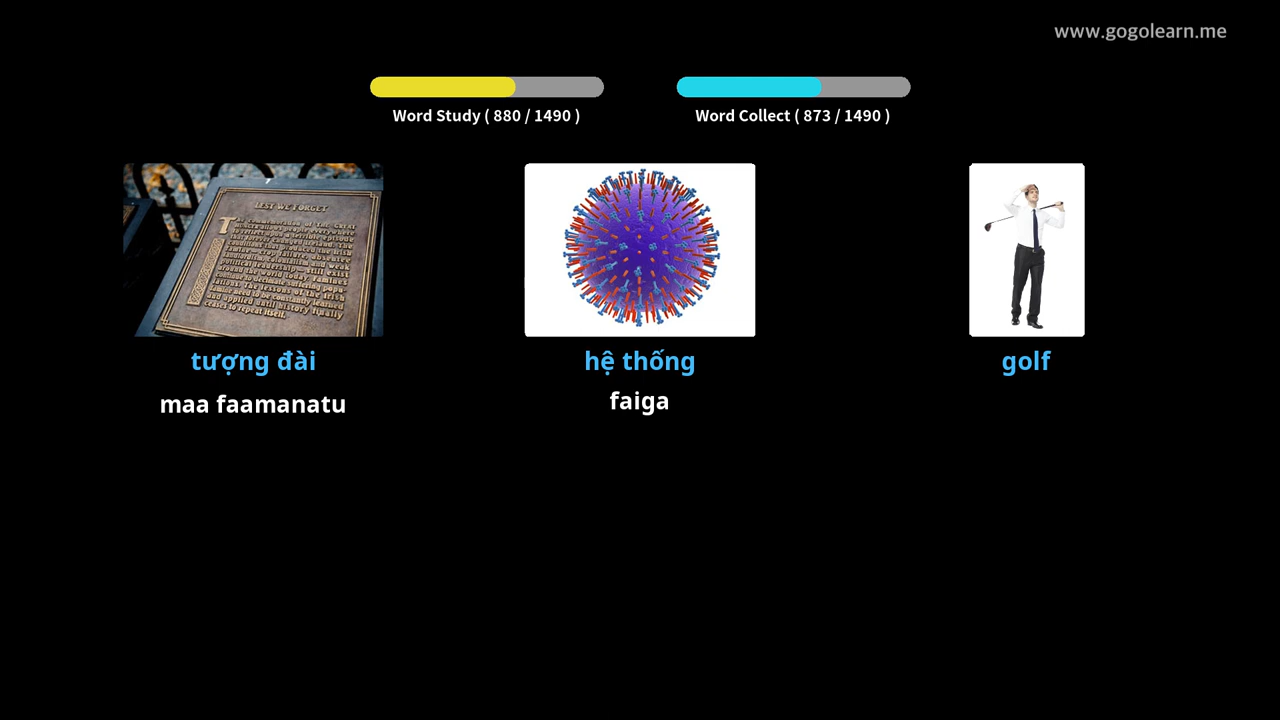 www.gogolearn.me
Word Study ( 880 / 1490 )
Word Collect ( 873 / 1490 )
LEST WE FORGET
tượng đài
hệ thống
golf
maa faamanatu
faiga